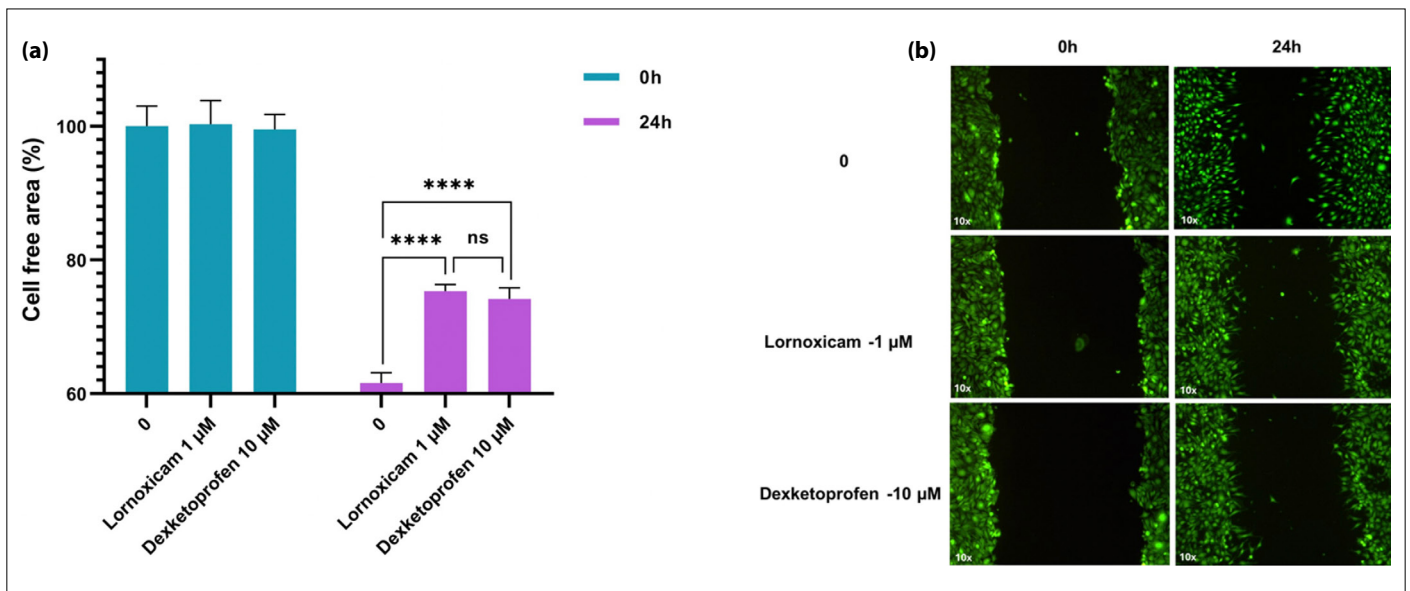 (a)
Cell free area (%)
100
80
60
0
Lornoxicam 1 µM
Dexketoprofen 10 µM
0
Lornoxicam 1 µM
Dexketoprofen 10 µM
****
****
ns
0h
24h
(b)
0h
24h
0
10x
10x
Lornoxicam -1 µM
10x
10x
Dexketoprofen -10 µM
10x
10x